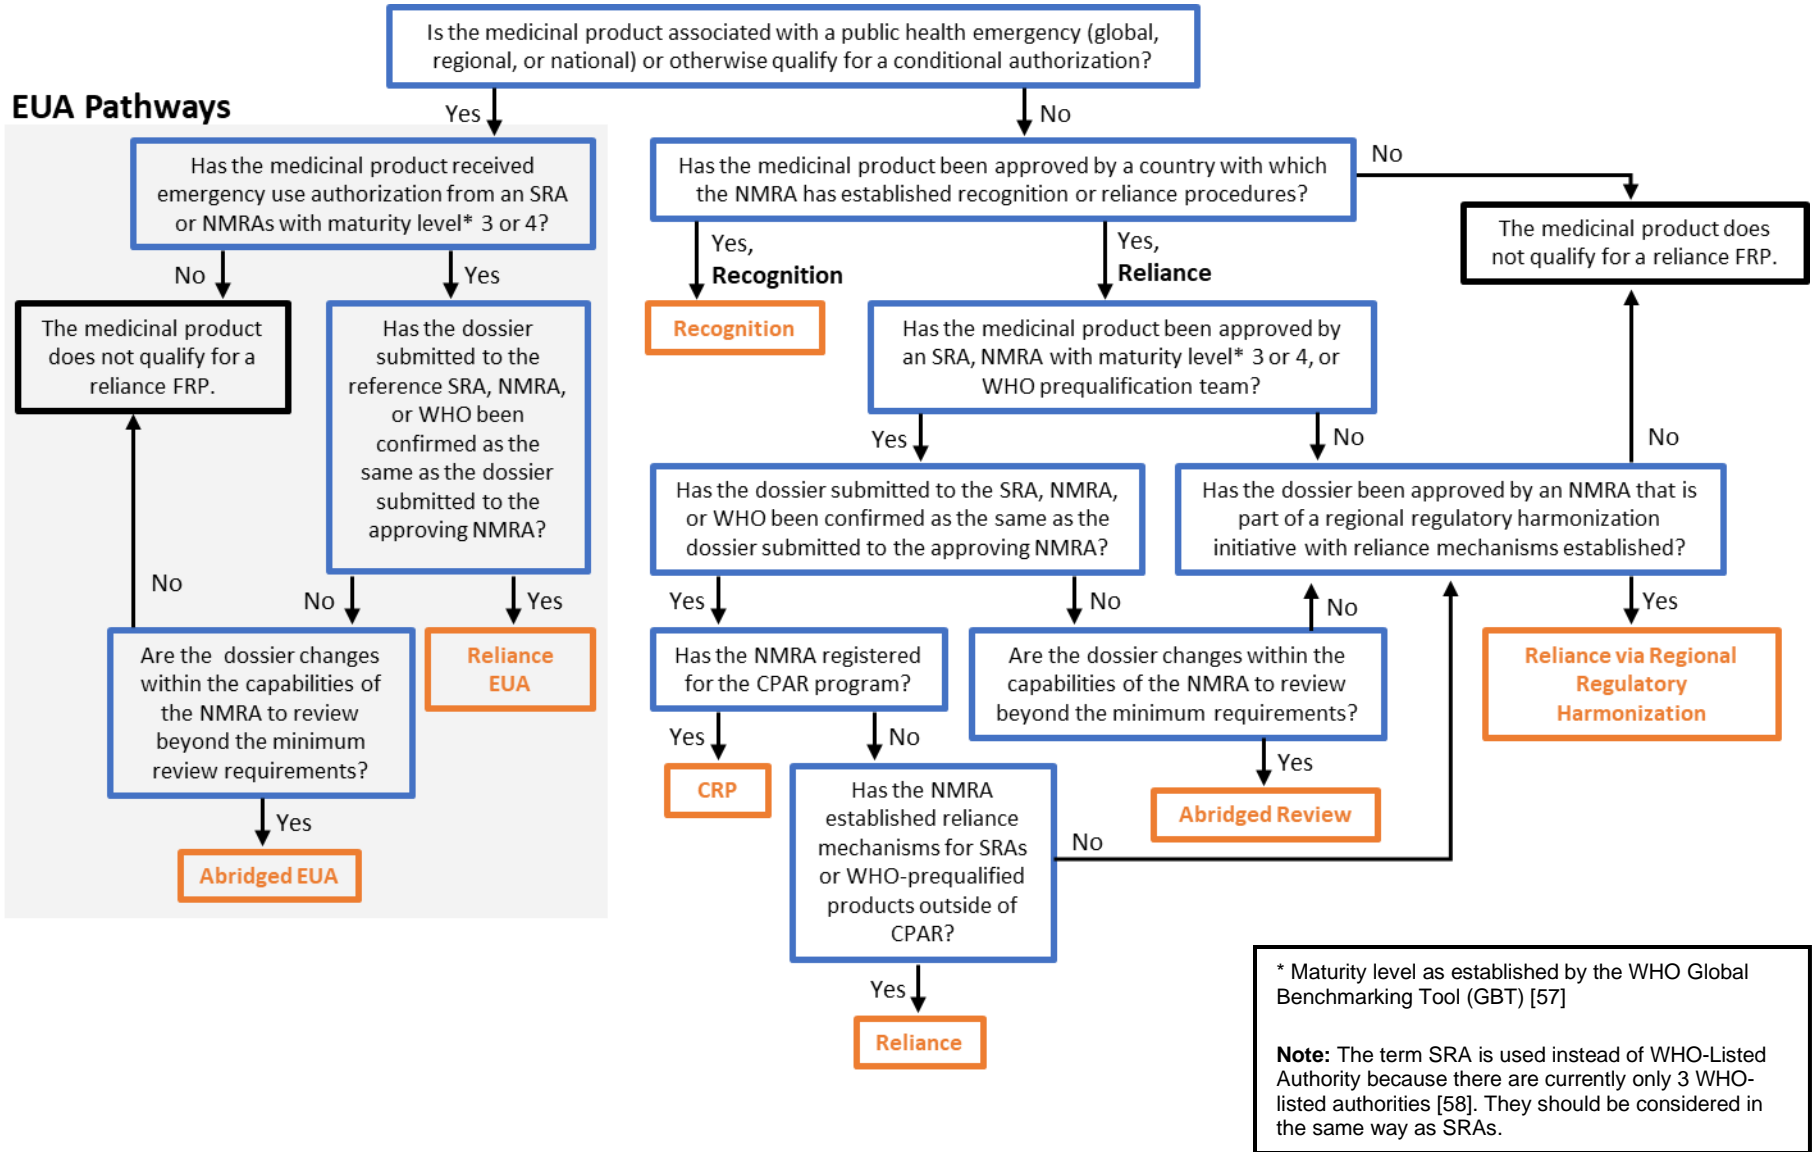 Is the medicinal product associated with a public health emergency (global,
regional, or national) or otherwise qualify for a conditional authorization?
EUA Pathways
Yes
No
Has the medicinal product received
emergency use authorization from an SRA
or NMRAs with maturity level* 3 or 4?
No
Yes
The medicinal product
does not qualify for a
reliance FRP.
Has the dossier
submitted to the
reference SRA, NMRA,
or WHO been
confirmed as the
same as the dossier
submitted to the
approving NMRA?
No
No
Yes
Are the dossier changes
within the capabilities of
the NMRA to review
beyond the minimum
review requirements?
Reliance
EUA
Yes
Abridged EUA
Has the medicinal product been approved by a country with which
the NMRA has established recognition or reliance procedures?
No
The medicinal product does
not qualify for a reliance FRP.
Yes,
Recognition
Yes,
Reliance
Recognition
Has the medicinal product been approved by
an SRA, NMRA with maturity level* 3 or 4, or
WHO prequalification team?
Yes
No
No
Has the dossier submitted to the SRA, NMRA,
or WHO been confirmed as the same as the
dossier submitted to the approving NMRA?
Has the dossier been approved by an NMRA that is
part of a regional regulatory harmonization
initiative with reliance mechanisms established?
Yes
No
No
Yes
Has the NMRA registered
for the CPAR program?
Are the dossier changes within the
capabilities of the NMRA to review
beyond the minimum requirements?
Reliance via Regional
Regulatory
Harmonization
Yes
No
Yes
CRP
Has the NMRA
established reliance
mechanisms for SRAs
or WHO-prequalified
products outside of
CPAR?
Abridged Review
No
Yes
Reliance
* Maturity level as established by the WHO Global
Benchmarking Tool (GBT) [57]
Note: The term SRA is used instead of WHO-Listed
Authority because there are currently only 3 WHO-
listed authorities [58]. They should be considered in
the same way as SRAs.